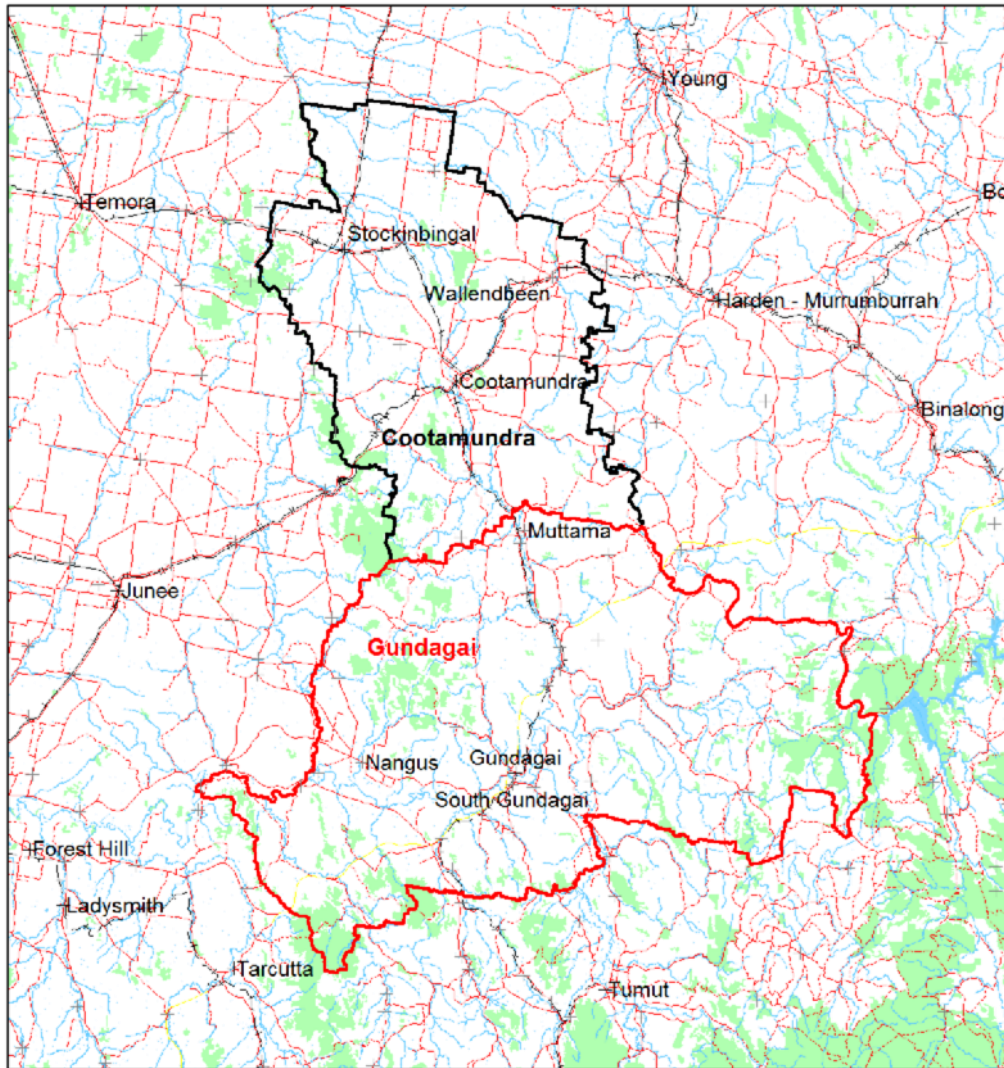 Young
Temora
Bo
Stockinbingal
Wallendbeen
Harden - Murrumburrah
Cootamundra
Binalong
Cootamundra
Muttama
Junee
Gundagai
Nangus
Gundagai
South Gundagai
Forest Hill
Ladysmith
Tarcutta
Tumut